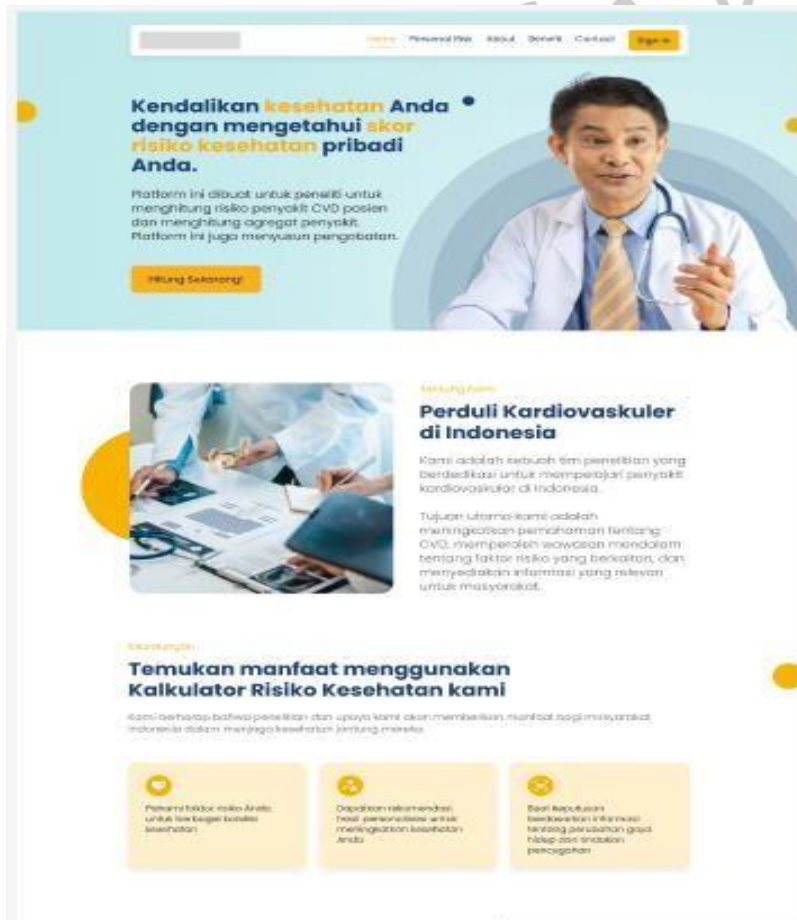 Home Personal Risk About Benefit Contact Sign In
Kendalikan kesehatan Anda
dengan mengetahui skor
risiko kesehatan pribadi
Anda.
Platform ini dibuat untuk peneliti untuk
menghitung risiko penyakit CVD pasien
dan menghitung agregat penyakit.
Platform ini juga menyusun pengobatan.
Hitung Sekarang!
Tentang Kami
Perduli Kardiovaskuler
di Indonesia
Kami adalah sebuah tim penelitian yang
berdedikasi untuk mempelajari penyakit
kardiovaskular di Indonesia.
Tujuan utama kami adalah
meningkatkan pemahaman tentang
CVD, memperoleh wawasan mendalam
tentang faktor risiko yang berkaitan, dan
menyediakan informasi yang relevan
untuk masyarakat.
Keuntungan
Temukan manfaat menggunakan
Kalkulator Risiko Kesehatan kami
Kami berharap bahwa penelitian dan upaya kami akan memberikan manfaat bagi masyarakat
Indonesia dalam menjaga kesehatan jantung mereka.
Pahami faktor risiko Anda
untuk berbagai kondisi
kesehatan
Dapatkan rekomendasi
hasil personalisasi untuk
meningkatkan kesehatan
Anda
Buat keputusan
berdasarkan informasi
tentang perubahan gaya
hidup dan tindakan
pencegahan